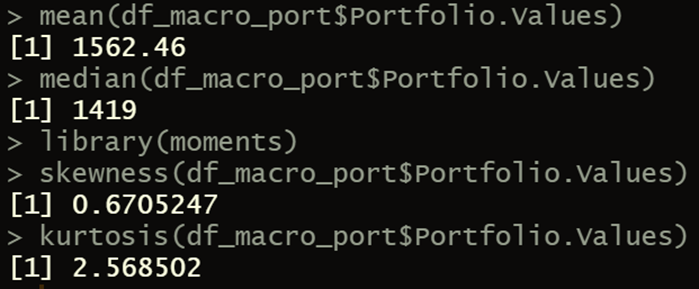 > mean(df_macro_port$Portfolio.Values)
[1] 1562.46
> median(df_macro_port$Portfolio.Values)
[1] 1419
> library(moments)
> skewness(df_macro_port$Portfolio.Values)
[1] 0.6705247
> kurtosis(df_macro_port$Portfolio.Values)
[1] 2.568502